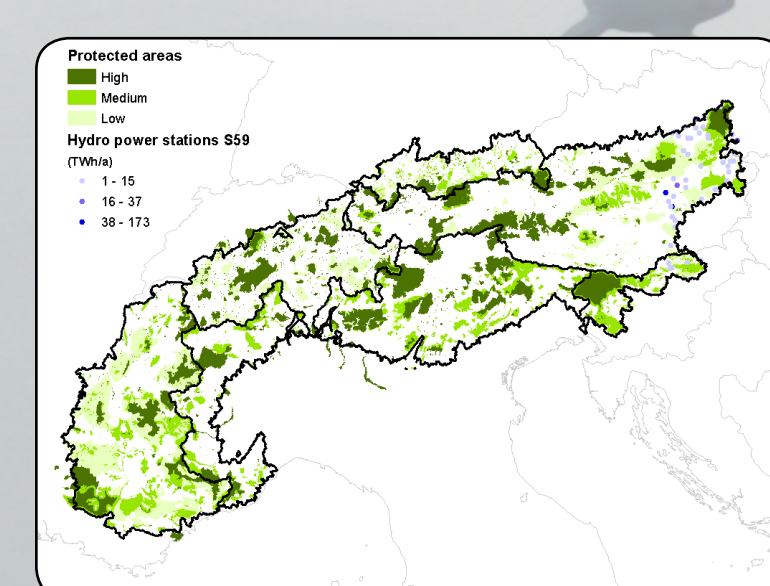 Protected areas
High
Medium
Low
Hydro power stations S59
(TWh/a)
1 - 15
16 - 37
38 - 173